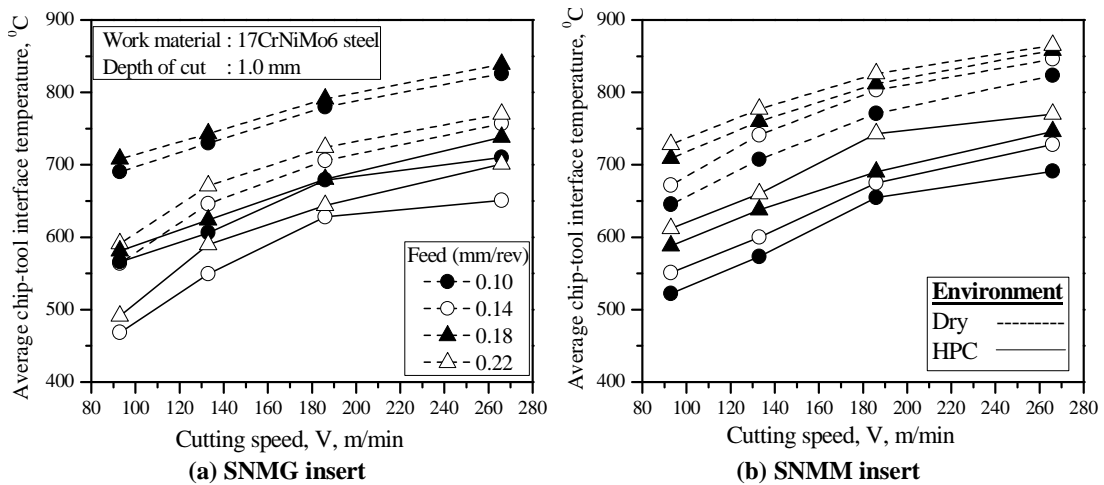 Average chip-tool interface temperature, ⁰C
900
800
700
600
500
400
Work material : 17CrNiMo6 steel
Depth of cut : 1.0 mm
Feed (mm/rev)
0.10
0.14
0.18
0.22
80 100 120 140 160 180 200 220 240 260 280
Cutting speed, V, m/min
(a) SNMG insert
Average chip-tool interface temperature, ⁰C
900
800
700
600
500
400
Environment
Dry
HPC
80 100 120 140 160 180 200 220 240 260 280
Cutting speed, V, m/min
(b) SNMM insert